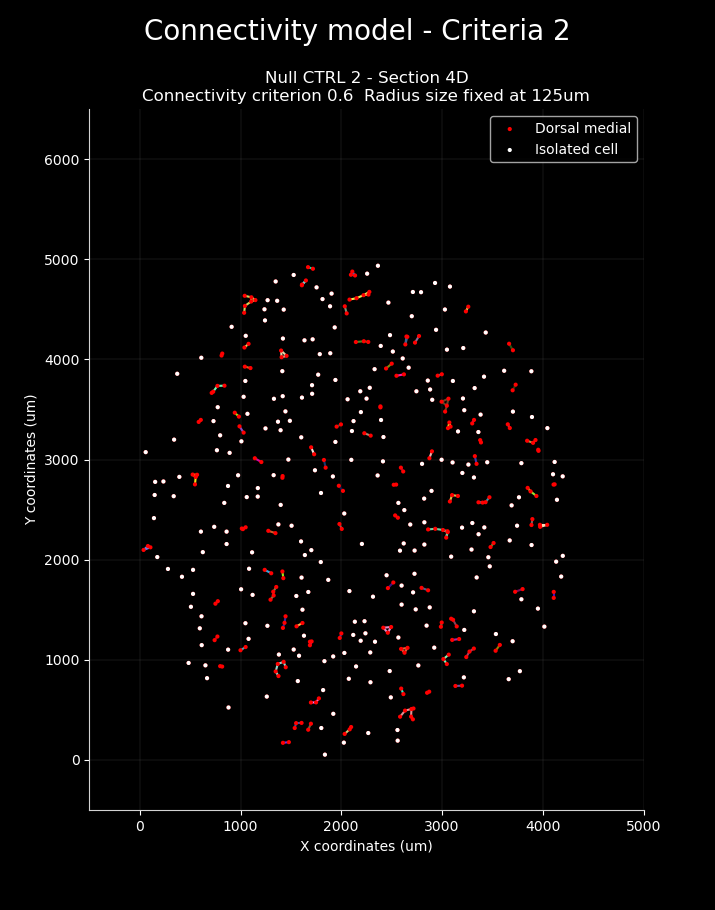 Connectivity model - Criteria 2
Null CTRL 2 - Section 4D
Connectivity criterion 0.6  Radius size fixed at 125um
Dorsal medial
Isolated cell
6000
5000
4000
3000
2000
1000
0
Y coordinates (um)
0
1000
2000
3000
4000
5000
X coordinates (um)